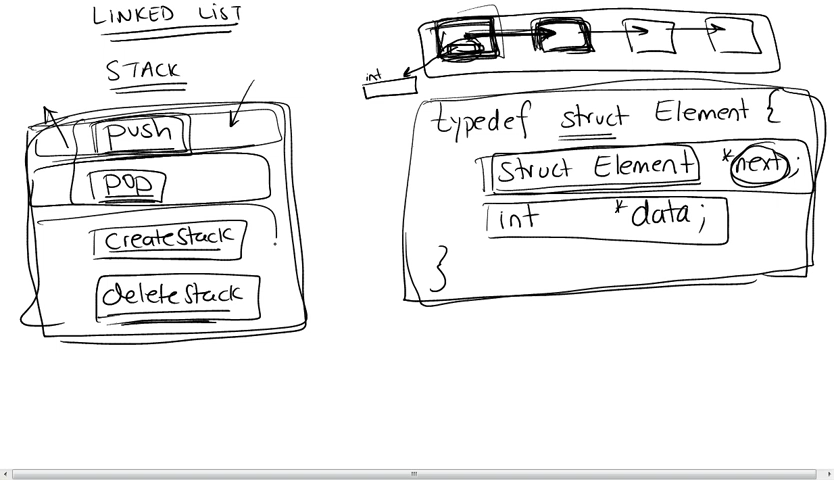 LINKED LIST
STACK
push
pop
createstack
deletestack
int
typedef struct Element {
struct Element *next;
int *data;
}